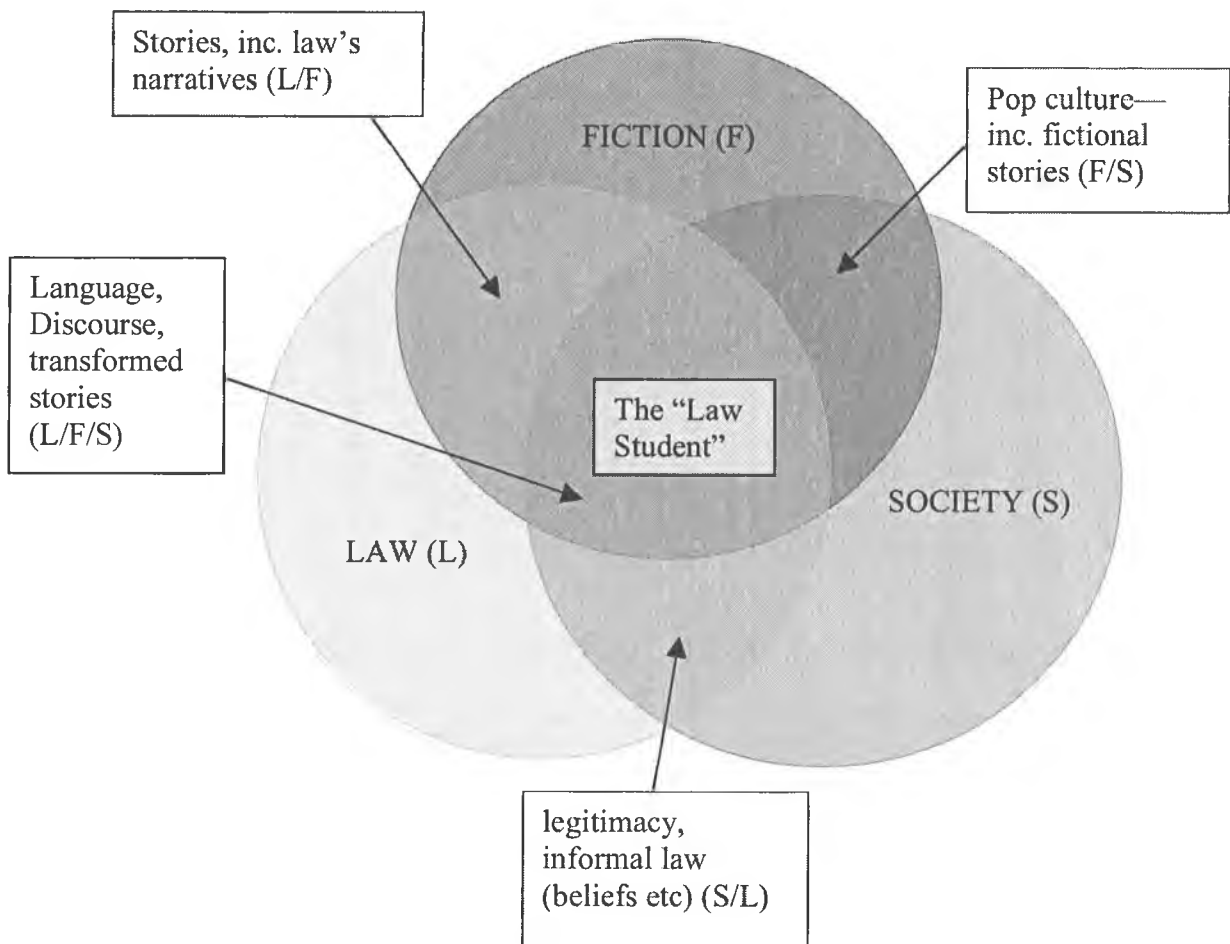 Stories, inc. law's
narratives (L/F)
FICTION (F)
Pop culture—
inc. fictional
stories (F/S)
Language,
Discourse,
transformed
stories
(L/F/S)
The “Law
Student”
SOCIETY (S)
LAW (L)
legitimacy,
informal law
(beliefs etc) (S/L)